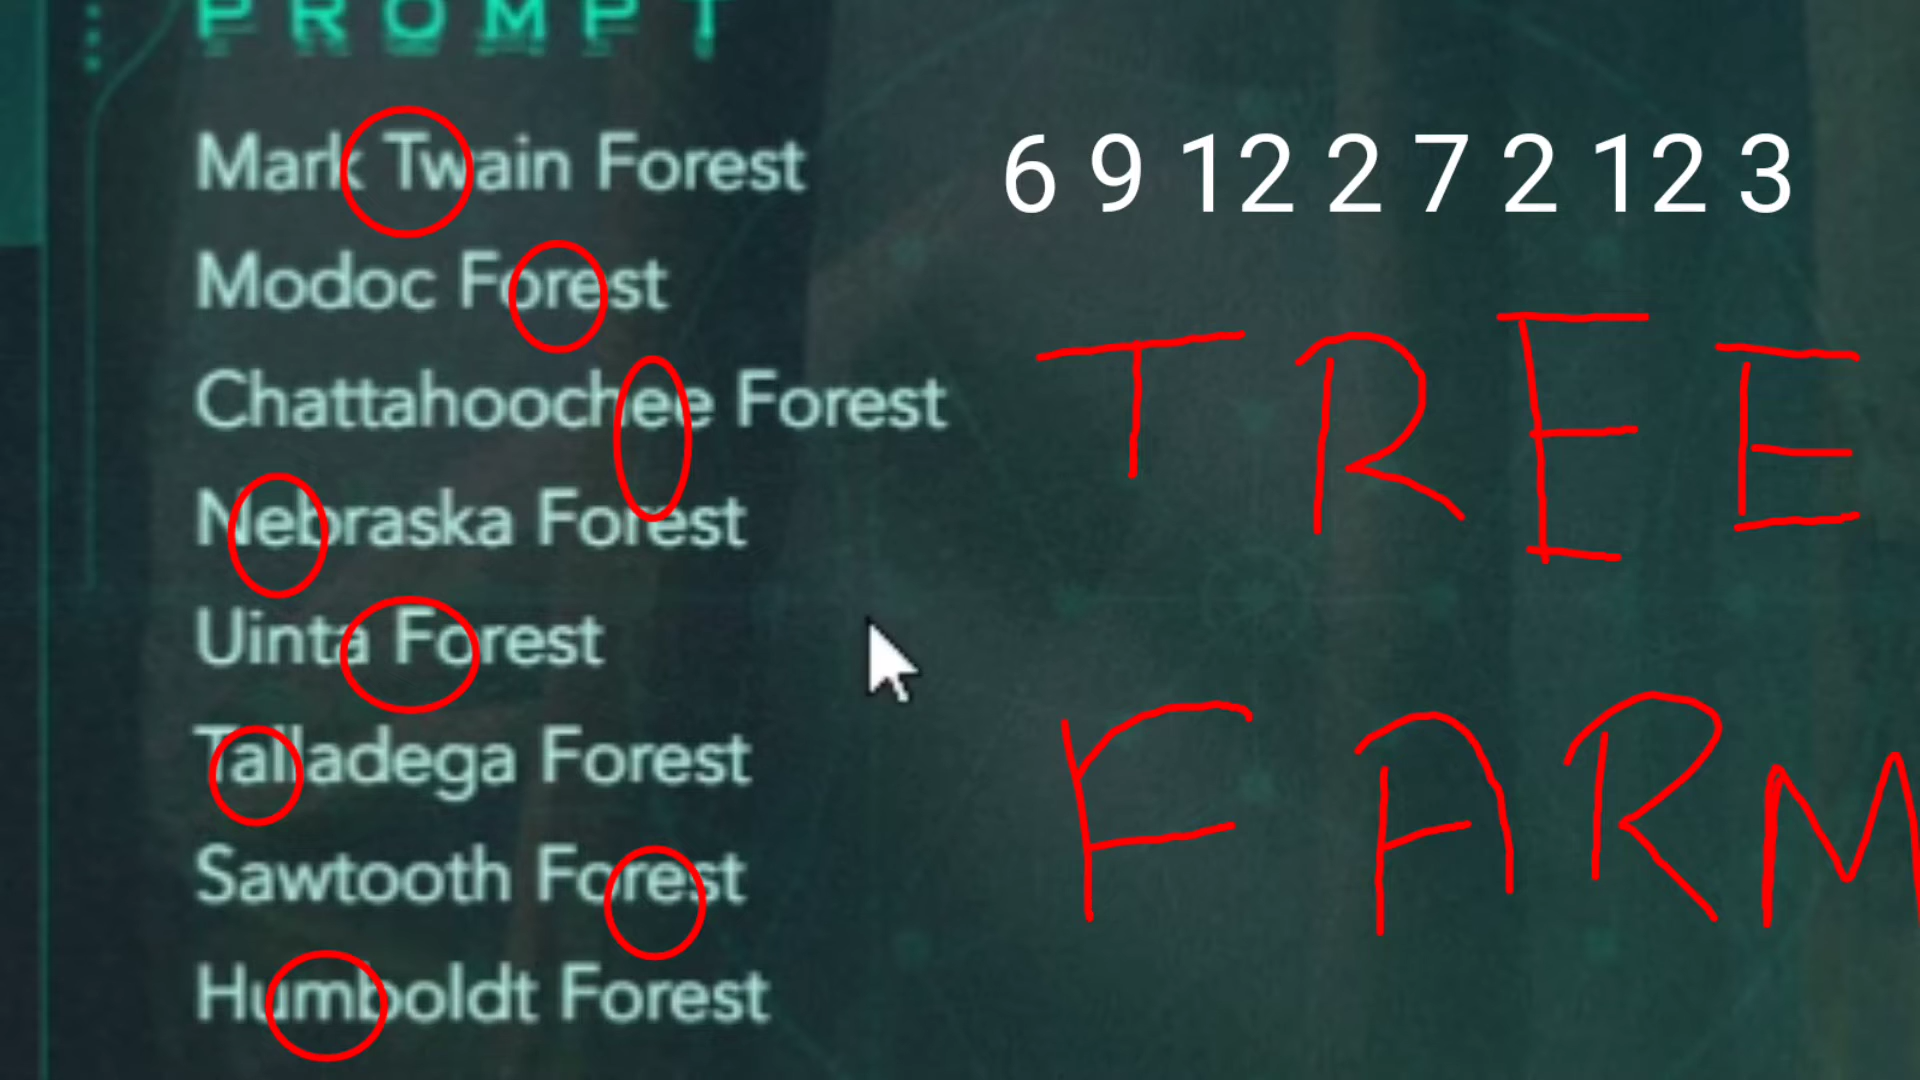 PROMPT
Mark Twain Forest
6 9 12 2 7 2 12 3
Modoc Forest
Chattahoochee Forest
TREE
Nebraska Forest
Uinta Forest
Talladega Forest
FARM
Sawtooth Forest
Humboldt Forest